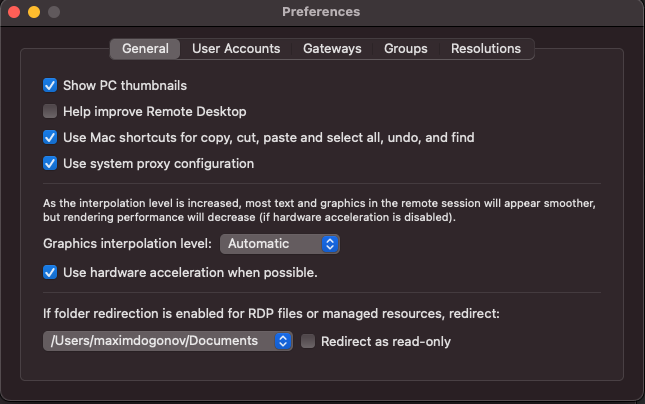 Preferences
General User Accounts Gateways Groups Resolutions
Show PC thumbnails
Help improve Remote Desktop
Use Mac shortcuts for copy, cut, paste and select all, undo, and find
Use system proxy configuration
As the interpolation level is increased, most text and graphics in the remote session will appear smoother,
but rendering performance will decrease (if hardware acceleration is disabled).
Graphics interpolation level: Automatic
Use hardware acceleration when possible.
If folder redirection is enabled for RDP files or managed resources, redirect:
/Users/maximdogonov/Documents Redirect as read-only